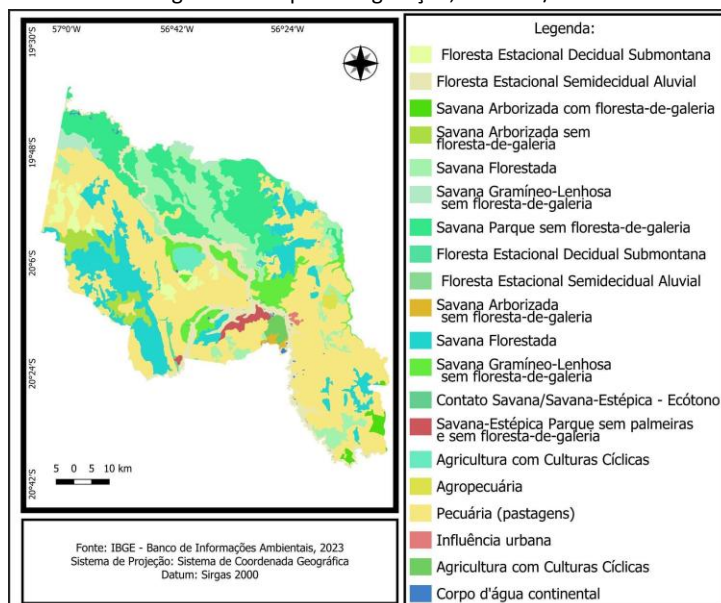 57°0'W
56°42'W
56°24'W
19°30'S
19°48'S
20°6'S
20°24'S
20°42'S
5 0 5 10 km
Fonte: IBGE - Banco de Informações Ambientais, 2023
Sistema de Projeção: Sistema de Coordenada Geográfica
Datum: Sirgas 2000
Legenda:
Floresta Estacional Decidual Submontana
Floresta Estacional Semidecidual Aluvial
Savana Arborizada com floresta-de-galeria
Savana Arborizada sem
floresta-de-galeria
Savana Florestada
Savana Gramíneo-Lenhosa
sem floresta-de-galeria
Savana Parque sem floresta-de-galeria
Floresta Estacional Decidual Submontana
Floresta Estacional Semidecidual Aluvial
Savana Arborizada
sem floresta-de-galeria
Savana Florestada
Savana Gramíneo-Lenhosa
sem floresta-de-galeria
Contato Savana/Savana-Estépica - Ecótono
Savana-Estépica Parque sem palmeiras
e sem floresta-de-galeria
Agricultura com Culturas Cíclicas
Agropecuária
Pecuária (pastagens)
Influência urbana
Agricultura com Culturas Cíclicas
Corpo d'água continental